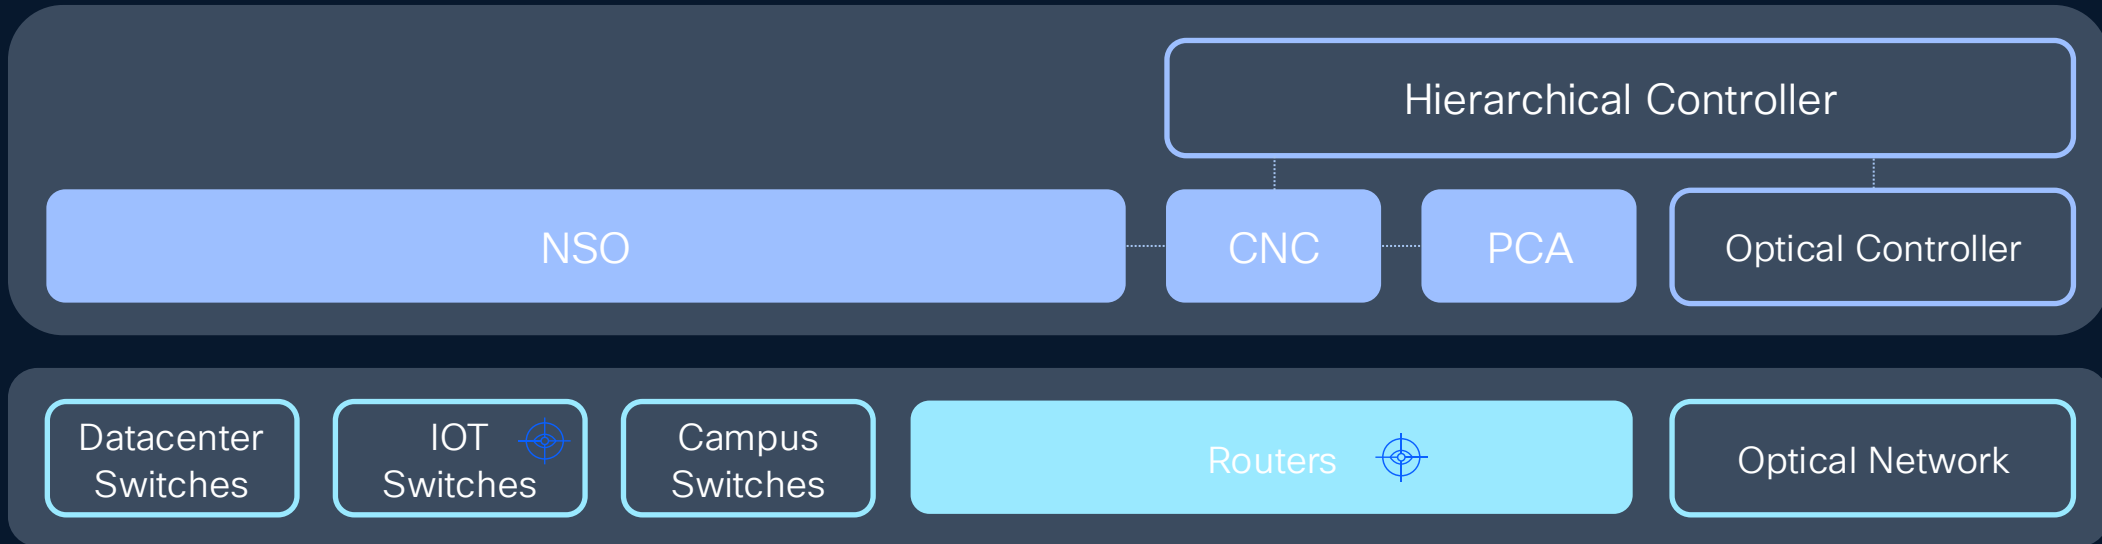 Hierarchical Controller
NSO
CNC
PCA
Optical Controller
Datacenter
Switches
IOT
Switches
Campus
Switches
Routers
Optical Network